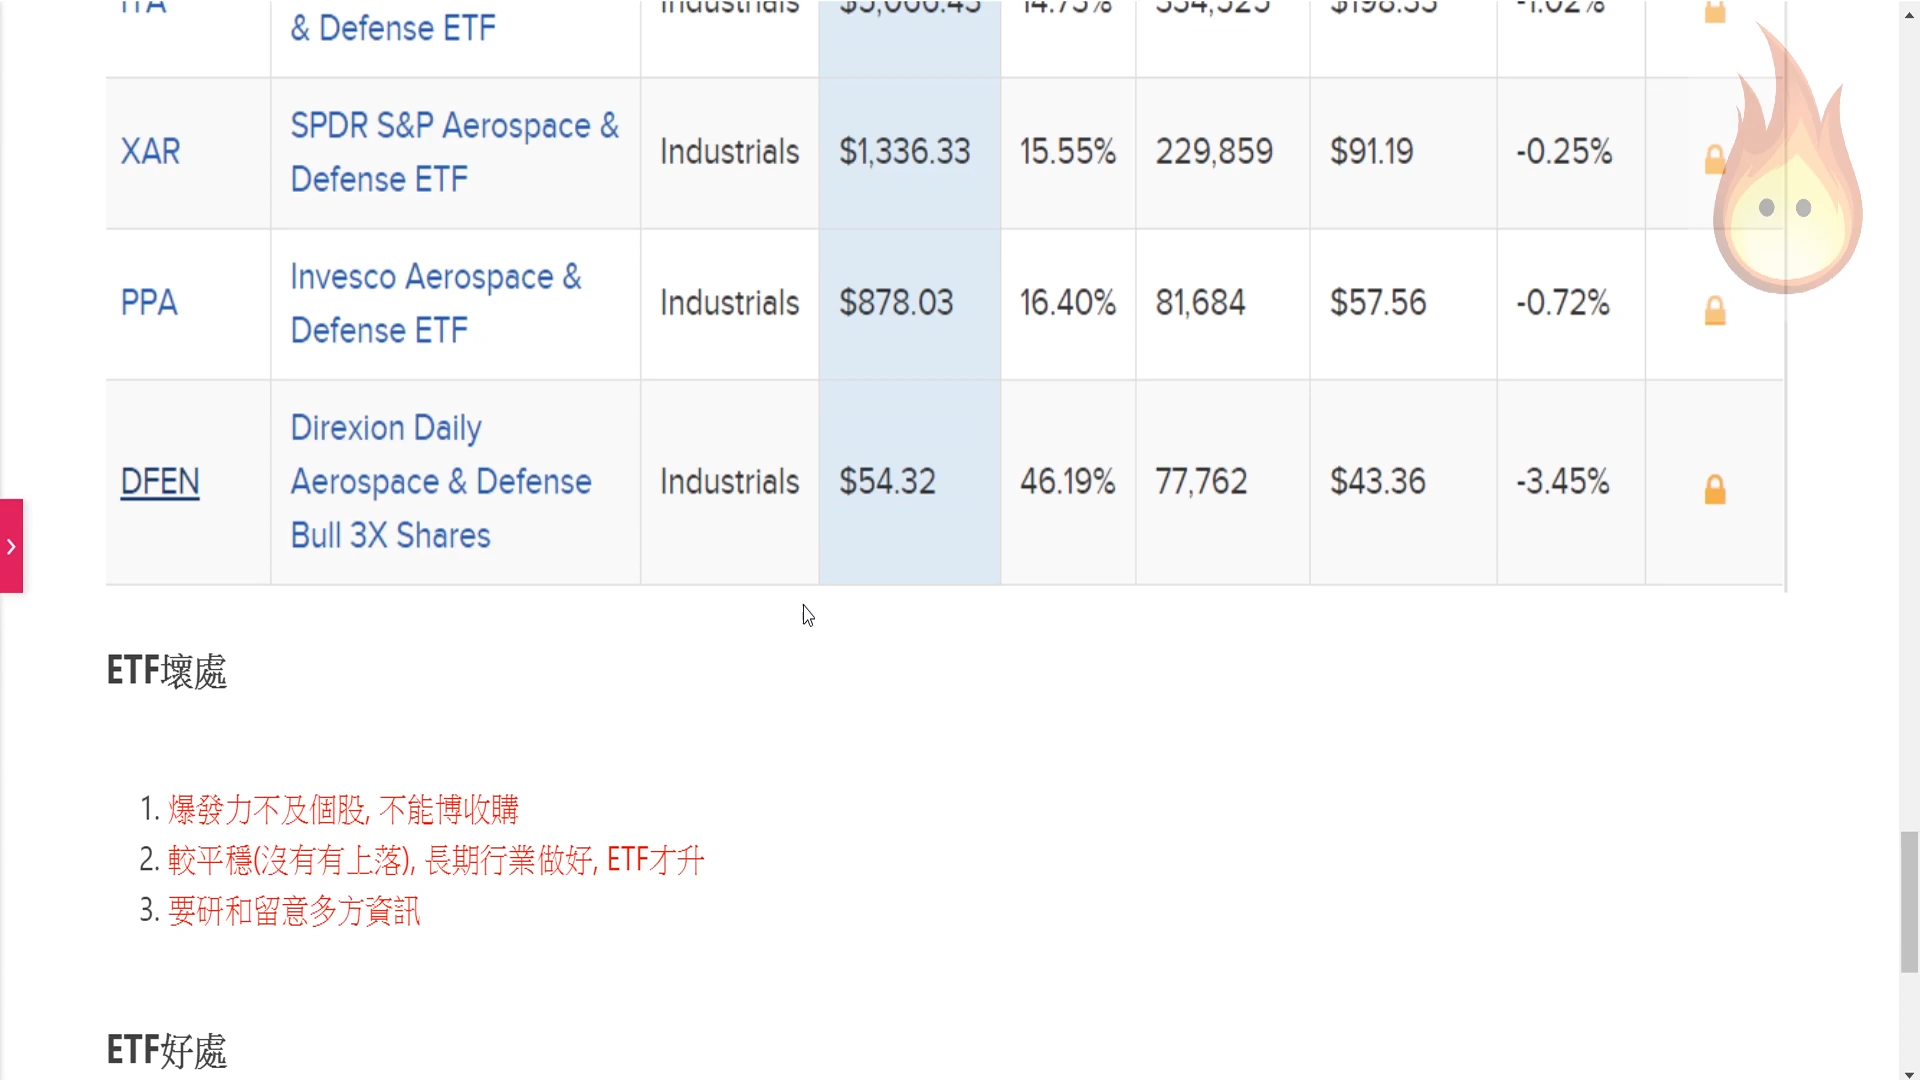 & Defense ETF
XAR SPDR S&P Aerospace & Defense ETF Industrials $1,336.33 15.55% 229,859 $91.19 -0.25%
PPA Invesco Aerospace & Defense ETF Industrials $878.03 16.40% 81,684 $57.56 -0.72%
DFEN Direxion Daily Aerospace & Defense Bull 3X Shares Industrials $54.32 46.19% 77,762 $43.36 -3.45%
ETF壞處
1. 爆發力不及個股, 不能博收購
2. 較平穩(沒有有上落), 長期行業做好, ETF才升
3. 要研和留意多方資訊
ETF好處